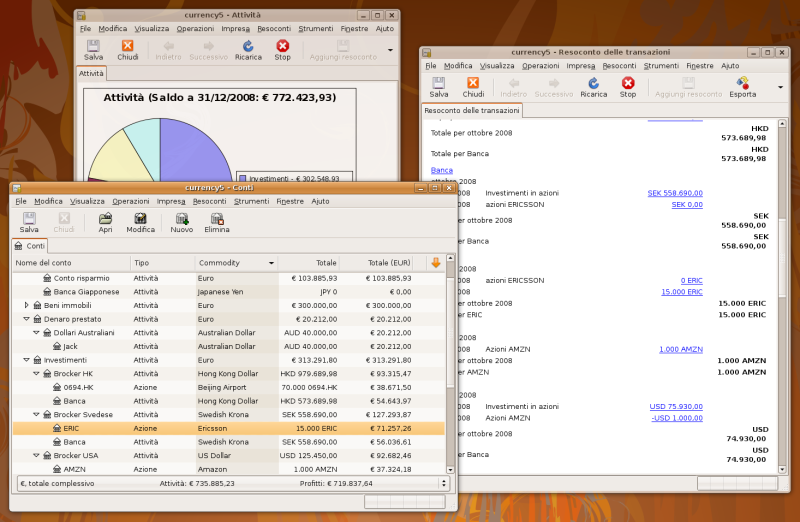 currency5 - Attività
File Modifica Visualizza Operazioni Impresa Resoconti Strumenti Finestre Aiuto
Salva Chiudi Indietro Successivo Ricarica Stop Aggiungi resoconto
Attività
Attività (Saldo a 31/12/2008: € 772.423,93)
Investimenti - € 302.548,93
currency5 - Resoconto delle transazioni
File Modifica Visualizza Operazioni Impresa Resoconti Strumenti Finestre Aiuto
Salva Chiudi Indietro Successivo Ricarica Stop Aggiungi resoconto Esporta
Resoconto delle transazioni
Totale per ottobre 2008 HKD
573.689,98
Totale per Banca HKD
573.689,98
Banca
ottobre 2008
008 Investimenti in azioni SEK 558.690,00
008 azioni ERICSSON SEK 0,00
per ottobre 2008 SEK
558.690,00
per Banca SEK
558.690,00
008
008 azioni ERICSSON 0 ERIC
008 15.000 ERIC
per ottobre 2008 15.000 ERIC
per ERIC 15.000 ERIC
008
008 Azioni AMZN 1.000 AMZN
per ottobre 2008 1.000 AMZN
per AMZN 1.000 AMZN
008
008 Investimenti in azioni USD 75.930,00
008 Azioni AMZN -USD 1.000,00
per ottobre 2008 USD
74.930,00
per Banca USD
74.930,00
currency5 - Conti
File Modifica Visualizza Operazioni Impresa Resoconti Strumenti Finestre Aiuto
Salva Chiudi Apri Modifica Nuovo Elimina
Conti
Nome del conto Tipo Commodity Totale Totale (EUR)
Conto risparmio Attività Euro € 103.885,93 € 103.885,93
Banca Giapponese Attività Japanese Yen JPY 0 € 0,00
Beni immobili Attività Euro € 300.000,00 € 300.000,00
Denaro prestato Attività Euro € 20.212,00 € 20.212,00
Dollari Australiani Attività Australian Dollar AUD 40.000,00 € 20.212,00
Jack Attività Australian Dollar AUD 40.000,00 € 20.212,00
Investimenti Attività Euro € 313.291,80 € 313.291,80
Brocker HK Attività Hong Kong Dollar HKD 979.689,98 € 93.315,47
0694.HK Azione Beijing Airport 70.000 0694.HK € 38.671,50
Banca Attività Hong Kong Dollar HKD 573.689,98 € 54.643,97
Brocker Svedese Attività Swedish Krona SEK 558.690,00 € 127.293,87
ERIC Azione Ericsson 15.000 ERIC € 71.257,26
Banca Attività Swedish Krona SEK 558.690,00 € 56.036,61
Brocker USA Attività US Dollar USD 125.450,00 € 92.682,46
AMZN Azione Amazon 1.000 AMZN € 37.324,18
€, totale complessivo Attività: € 735.885,23 Profitti: € 719.837,64